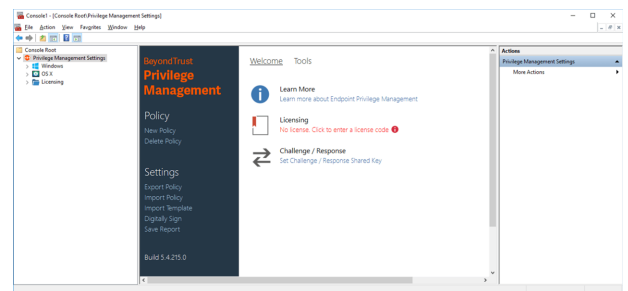 Console1 - [Console Root\Privilege Management Settings]
File Action View Favorites Window Help
Console Root
Privilege Management Settings
Windows
OS X
Licensing
BeyondTrust
Privilege
Management
Policy
New Policy
Delete Policy
Settings
Export Policy
Import Policy
Import Template
Digitally Sign
Save Report
Build 5.4.215.0
Welcome Tools
Learn More
Learn more about Endpoint Privilege Management
Licensing
No license. Click to enter a license code
Challenge / Response
Set Challenge / Response Shared Key
Actions
Privilege Management Settings
More Actions